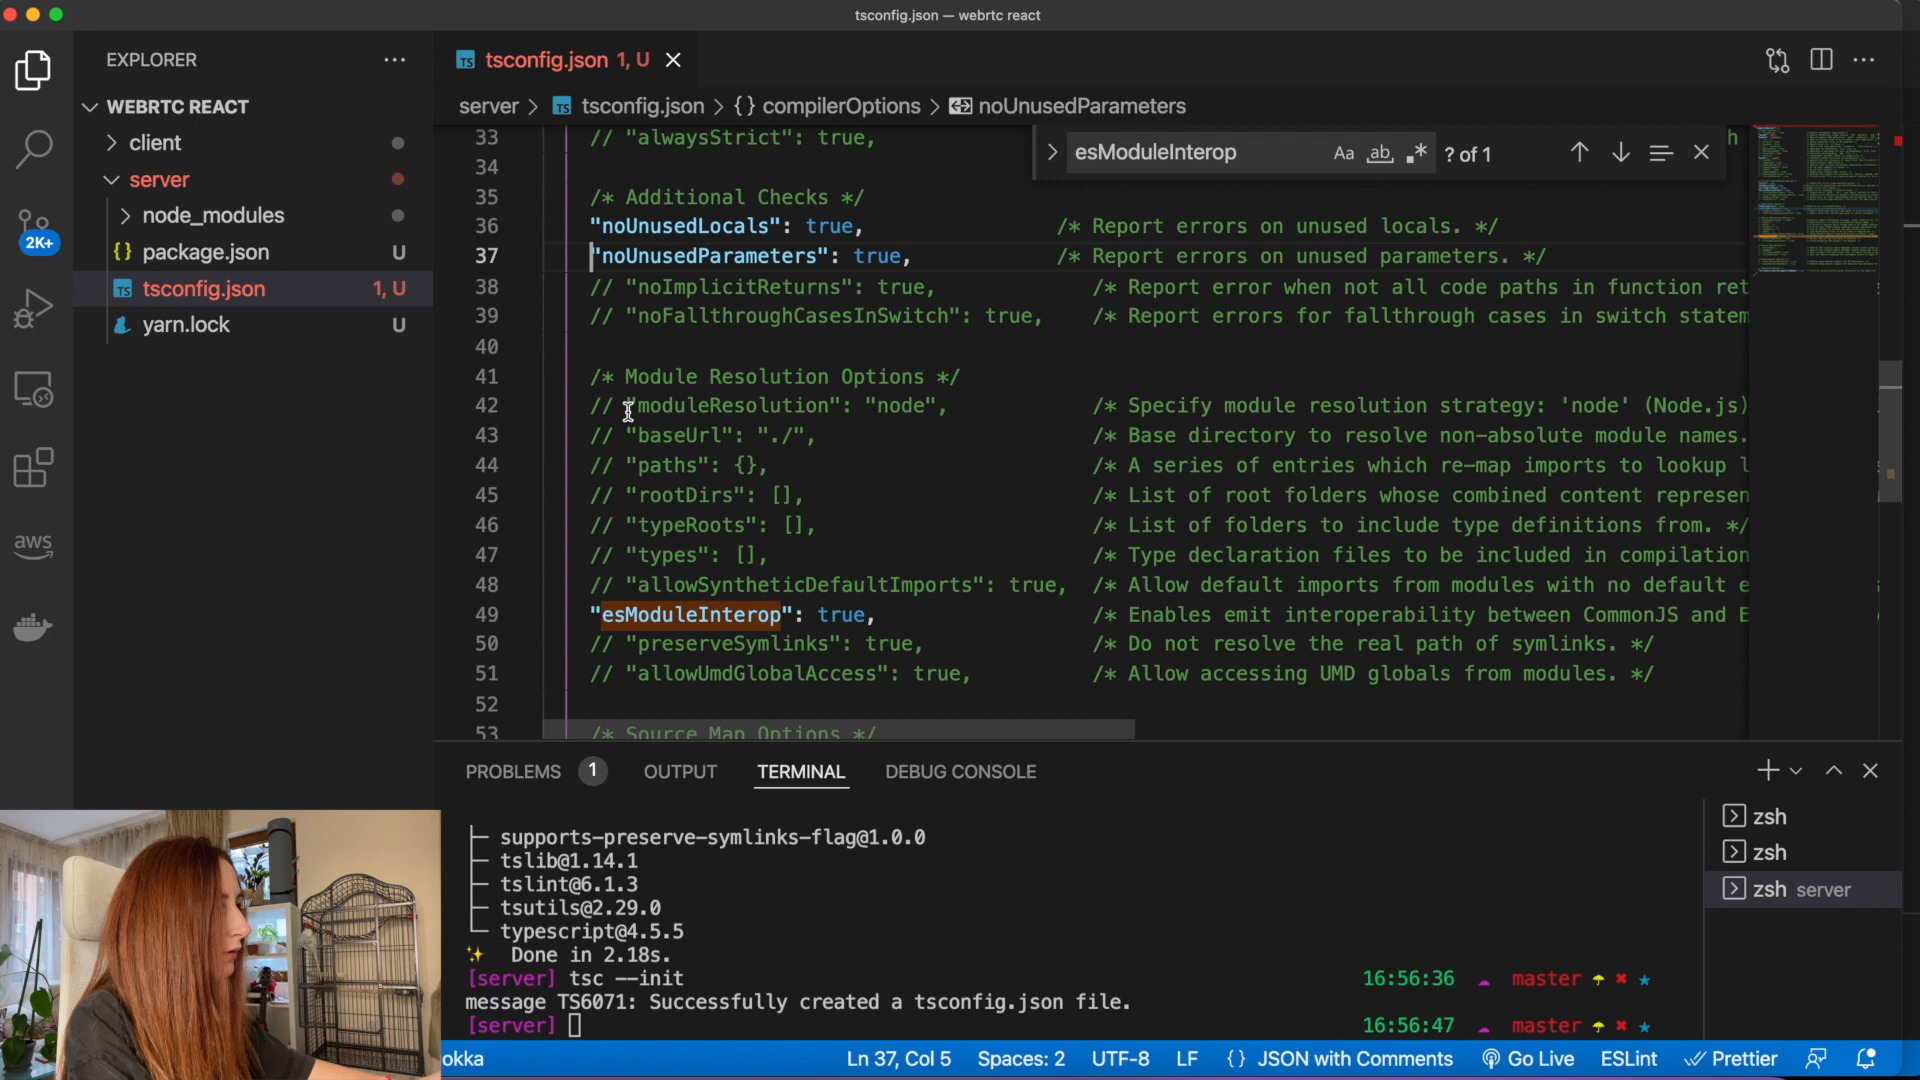 tsconfig.json — webrtc react
EXPLORER
WEBRTC REACT
client
server
node_modules
package.json U
tsconfig.json 1, U
yarn.lock U
2K+
aws
tsconfig.json 1, U
server > tsconfig.json > {} compilerOptions > noUnusedParameters
esModuleInterop Aa ab .* ? of 1
33 // "alwaysStrict": true,
34
35 /* Additional Checks */
36 "noUnusedLocals": true, /* Report errors on unused locals. */
37 "noUnusedParameters": true, /* Report errors on unused parameters. */
38 // "noImplicitReturns": true, /* Report error when not all code paths in function ret
39 // "noFallthroughCasesInSwitch": true, /* Report errors for fallthrough cases in switch statem
40
41 /* Module Resolution Options */
42 // "moduleResolution": "node", /* Specify module resolution strategy: 'node' (Node.js)
43 // "baseUrl": "./", /* Base directory to resolve non-absolute module names.
44 // "paths": {}, /* A series of entries which re-map imports to lookup l
45 // "rootDirs": [], /* List of root folders whose combined content represen
46 // "typeRoots": [], /* List of folders to include type definitions from. */
47 // "types": [], /* Type declaration files to be included in compilation
48 // "allowSyntheticDefaultImports": true, /* Allow default imports from modules with no default e
49 "esModuleInterop": true, /* Enables emit interoperability between CommonJS and E
50 // "preserveSymlinks": true, /* Do not resolve the real path of symlinks. */
51 // "allowUmdGlobalAccess": true, /* Allow accessing UMD globals from modules. */
52
53 /* Source Map Options */
PROBLEMS 1 OUTPUT TERMINAL DEBUG CONSOLE
├─ supports-preserve-symlinks-flag@1.0.0
├─ tslib@1.14.1
├─ tslint@6.1.3
├─ tsutils@2.29.0
└─ typescript@4.5.5
✨ Done in 2.18s.
[server] tsc --init 16:56:36 master
message TS6071: Successfully created a tsconfig.json file.
[server] 16:56:47 master
zsh
zsh
zsh server
okka Ln 37, Col 5 Spaces: 2 UTF-8 LF {} JSON with Comments Go Live ESLint Prettier